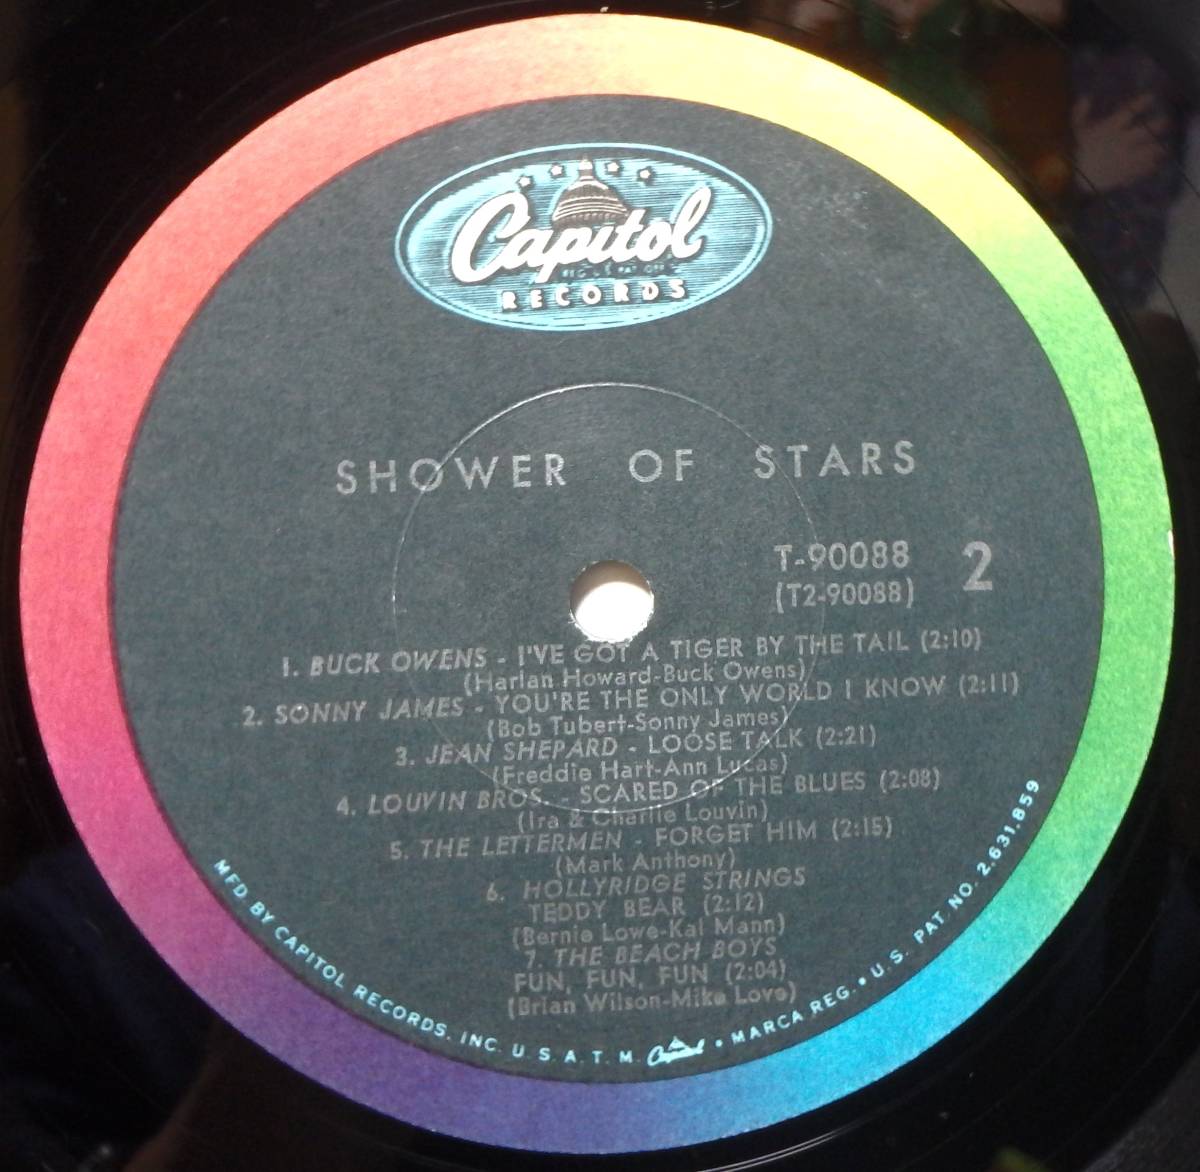 Capitol
REG. U.S. PAT. OFF.
RECORDS
SHOWER OF STARS
T-90088 2
(T2-90088)
1. BUCK OWENS - I'VE GOT A TIGER BY THE TAIL (2:10)
(Harlan Howard-Buck Owens)
2. SONNY JAMES - YOU'RE THE ONLY WORLD I KNOW (2:11)
(Bob Tubert-Sonny James)
3. JEAN SHEPARD - LOOSE TALK (2:21)
(Freddie Hart-Ann Lucas)
4. LOUVIN BROS. - SCARED OF THE BLUES (2:08)
(Ira & Charlie Louvin)
5. THE LETTERMEN - FORGET HIM (2:15)
(Mark Anthony)
6. HOLLYRIDGE STRINGS
TEDDY BEAR (2:12)
(Bernie Lowe-Kal Mann)
7. THE BEACH BOYS
FUN, FUN, FUN (2:04)
(Brian Wilson-Mike Love)
MFD. BY CAPITOL RECORDS, INC. U.S.A. T.M. Capitol • MARCA REG. • U.S. PAT. NO. 2,631,859